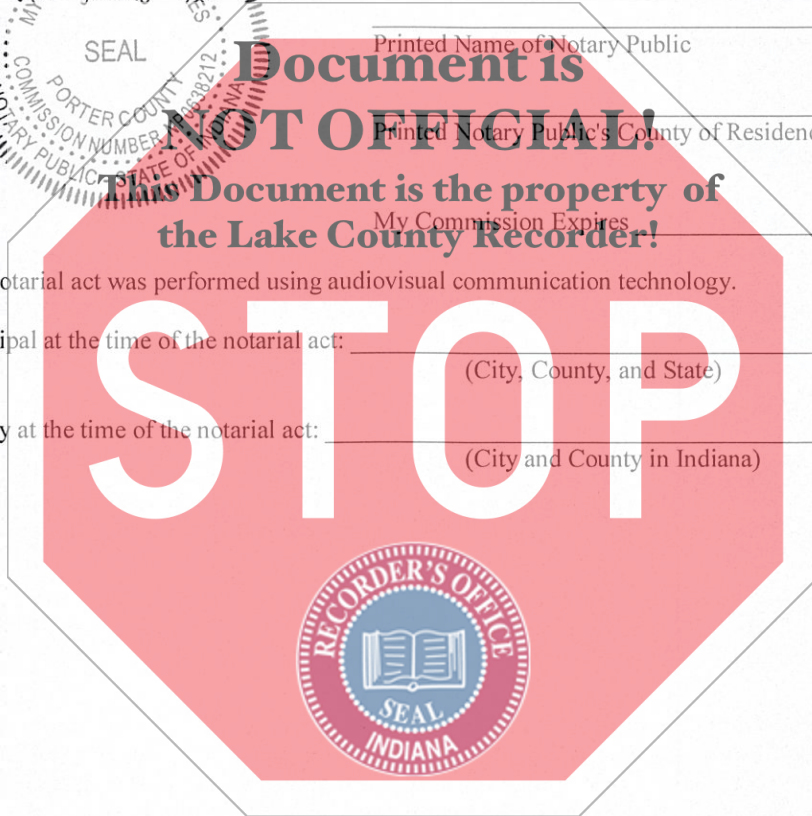 SEAL
PORTER COUNTY
COMMISSION NUMBER
NOTARY PUBLIC
STATE OF INDIANA
Printed Name of Notary Public
Document is
NOT OFFICIAL!
Printed Notary Public's County of
This Document is the property of
My Commission Expires
the Lake County Recorder!
act was performed using audiovisual communication technology.
at the time of the notarial act:
(City, County, and State)
STOP
at the time of the notarial act:
(City and County in Indiana)
RECORDER'S OFFICE
SEAL
INDIANA